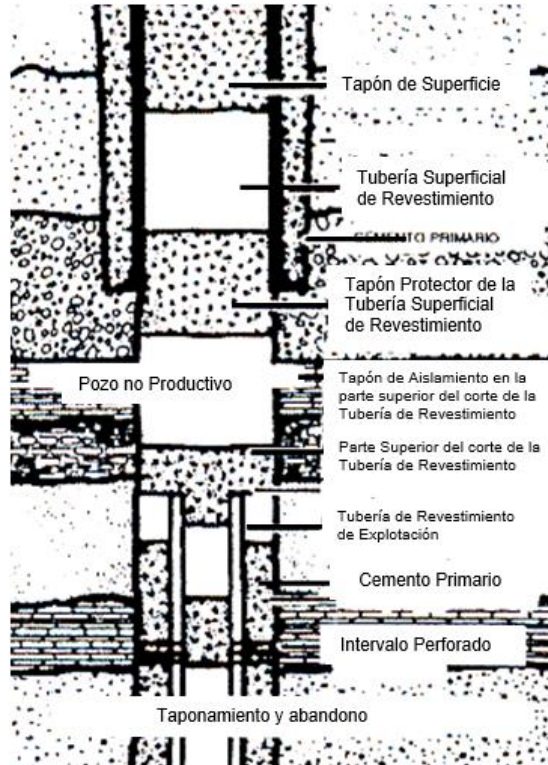 Tapón de Superficie
Tubería Superficial
de Revestimiento
CEMENTO PRIMARIO
Tapón Protector de la
Tubería Superficial
de Revestimiento
Pozo no Productivo
Tapón de Aislamiento en la
parte superior del corte de la
Tubería de Revestimiento
Parte Superior del corte de la
Tubería de Revestimiento
Tubería de Revestimiento
de Explotación
Cemento Primario
Intervalo Perforado
Taponamiento y abandono